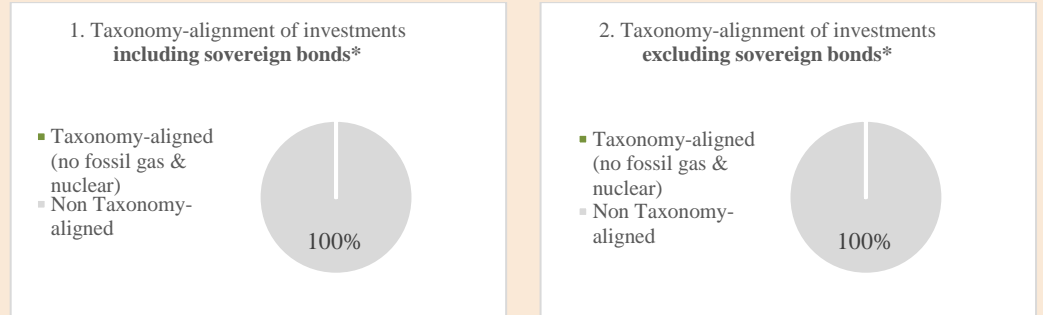 1. Taxonomy-alignment of investments
including sovereign bonds*
Taxonomy-aligned
(no fossil gas &
nuclear)
Non Taxonomy-
aligned
100%
2. Taxonomy-alignment of investments
excluding sovereign bonds*
Taxonomy-aligned
(no fossil gas &
nuclear)
Non Taxonomy-
aligned
100%